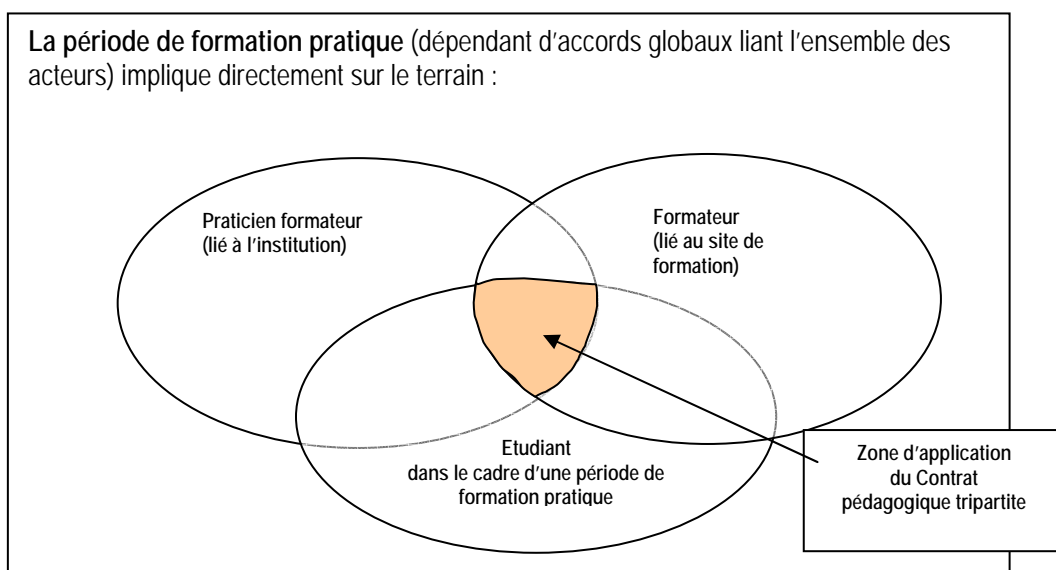 La période de formation pratique (dépendant d'accords globaux liant l'ensemble des
acteurs) implique directement sur le terrain :
Praticien formateur
(lié à l'institution)
Formateur
(lié au site de
formation)
Etudiant
dans le cadre d'une période de
formation pratique
Zone d'application
du Contrat
pédagogique tripartite